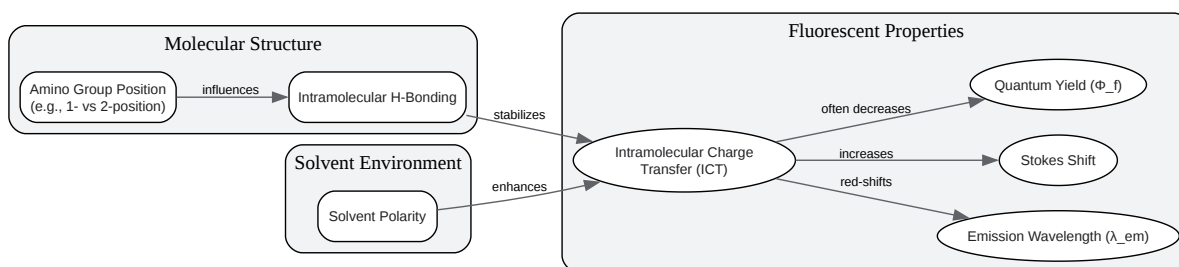 Molecular Structure
Amino Group Position
(e.g., 1- vs 2-position)
influences
Intramolecular H-Bonding
stabilizes
Solvent Environment
Solvent Polarity
enhances
Fluorescent Properties
Intramolecular Charge
Transfer (ICT)
often decreases
Quantum Yield (Φ_f)
increases
Stokes Shift
red-shifts
Emission Wavelength (λ_em)